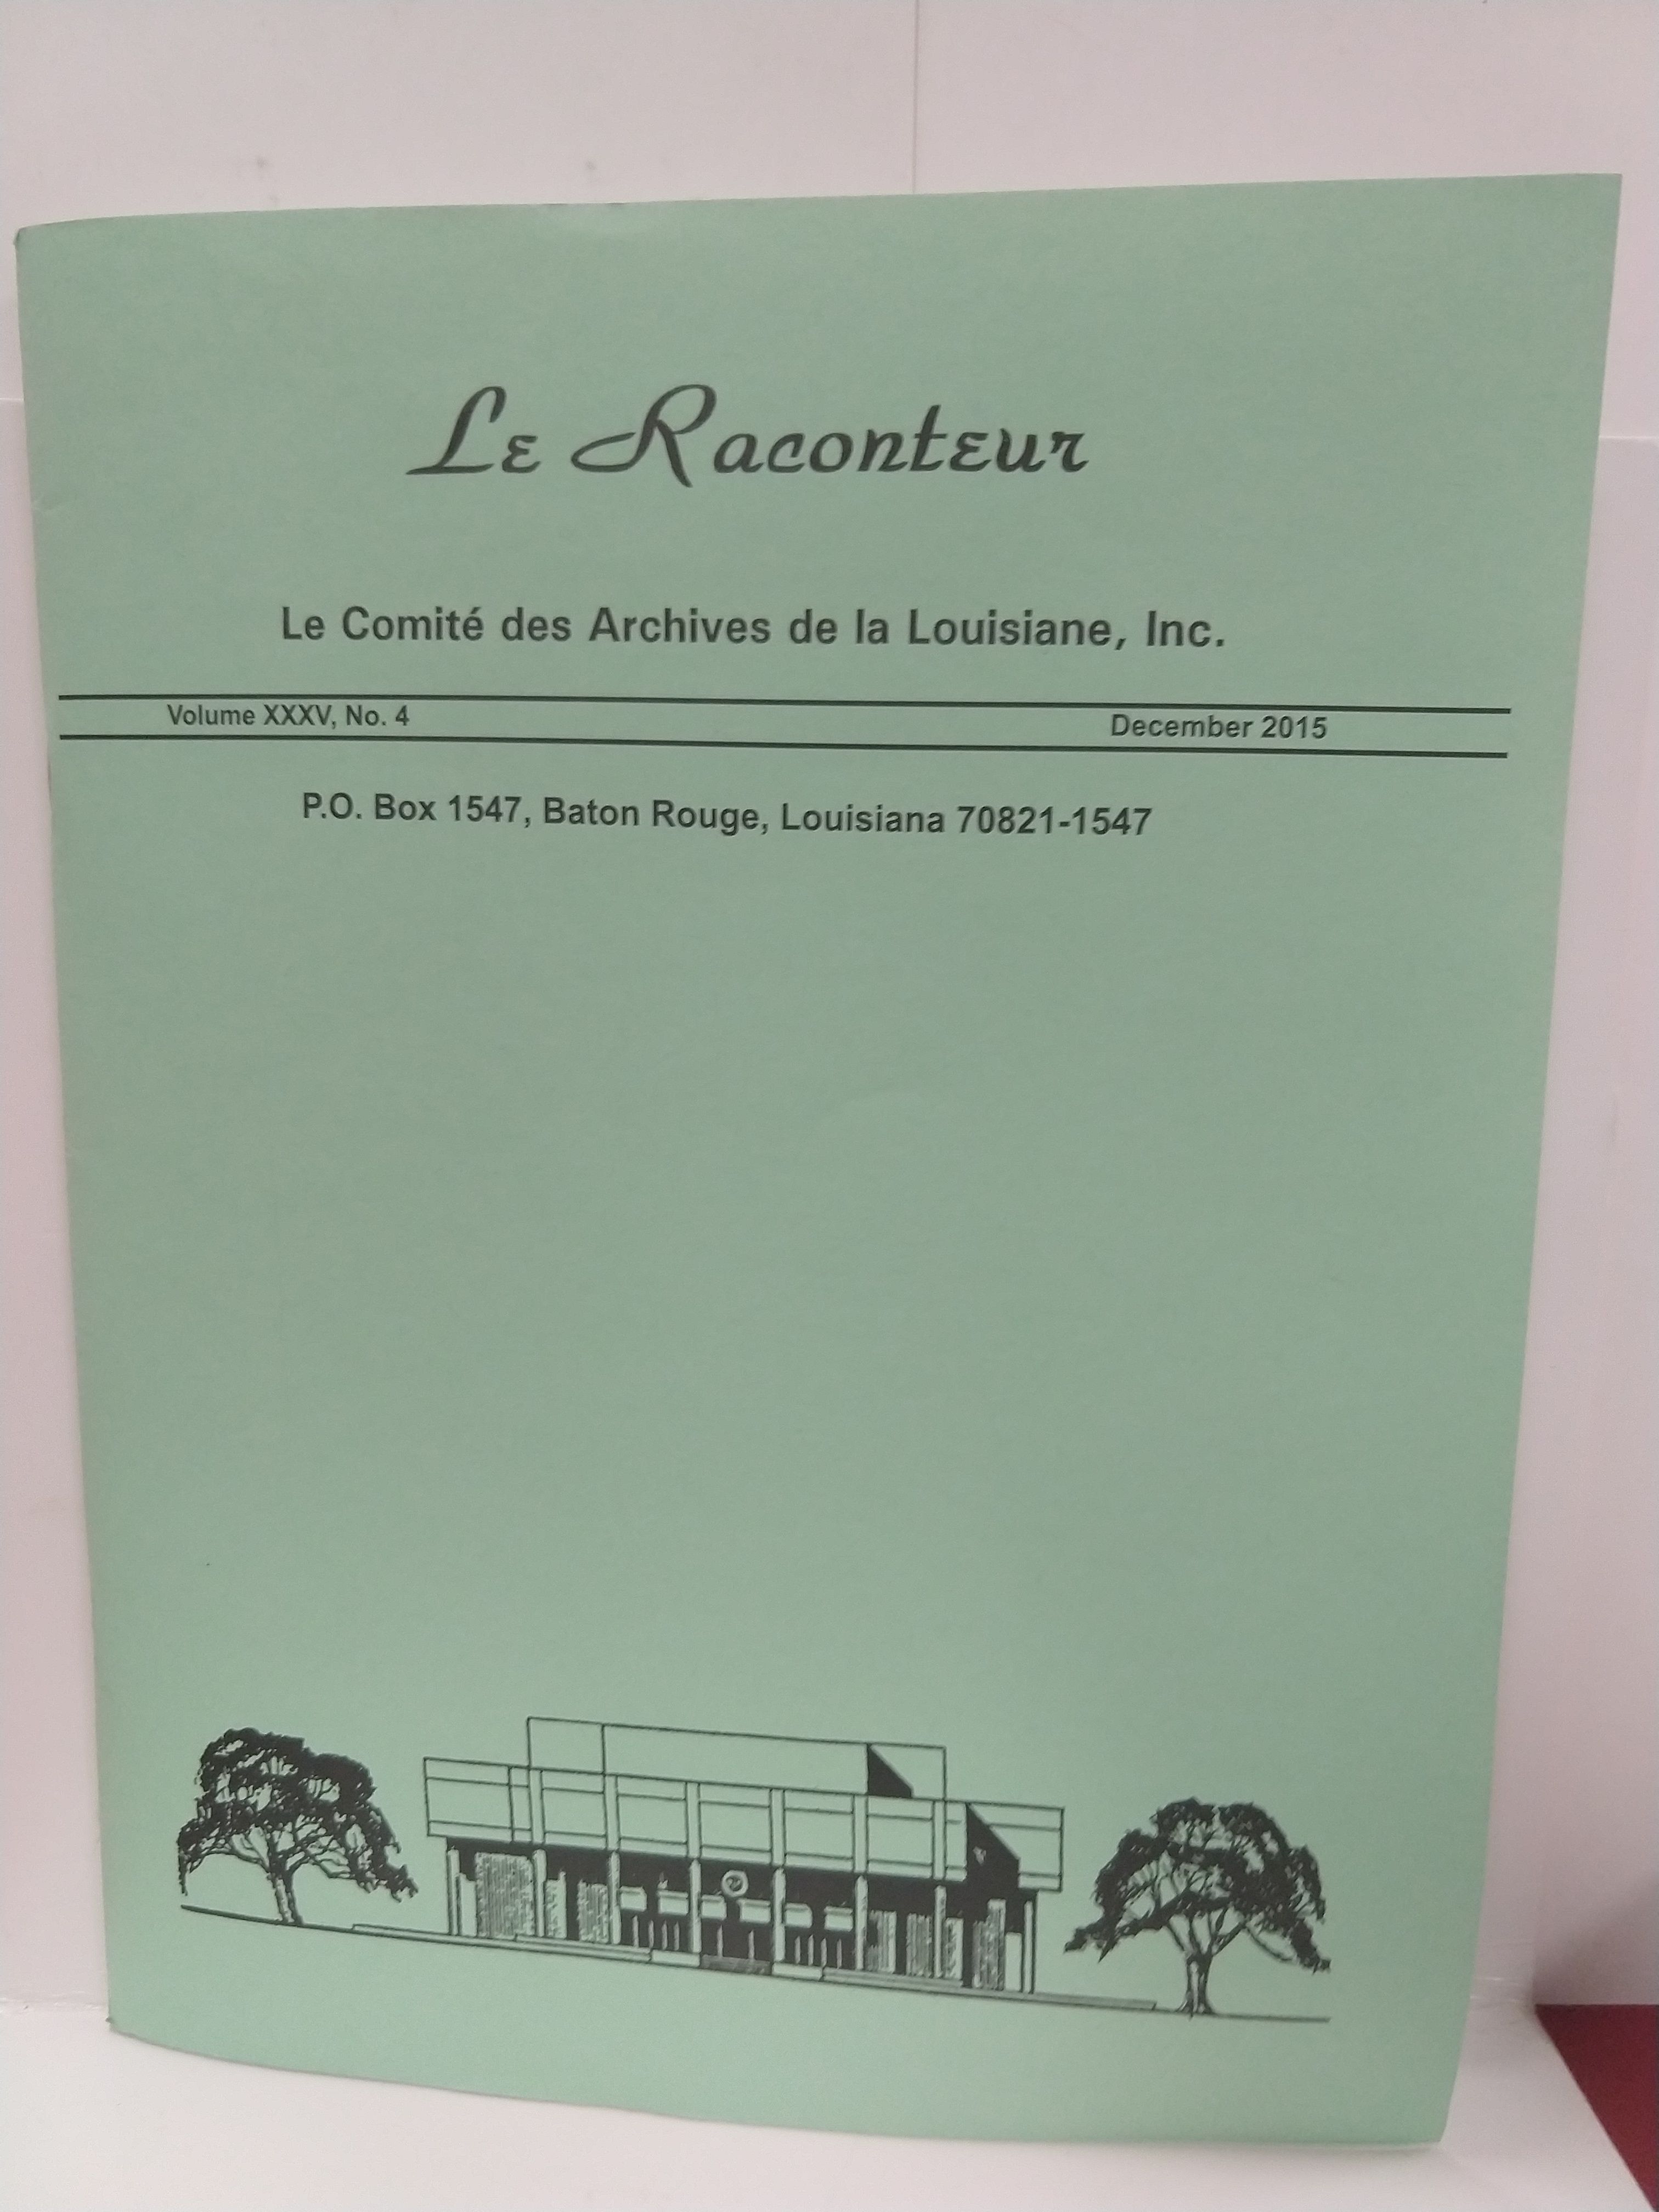 Le Raconteur
Le Comité des Archives de la Louisiane, Inc.
Volume XXXV, No. 4 December 2015
P.O. Box 1547, Baton Rouge, Louisiana 70821-1547